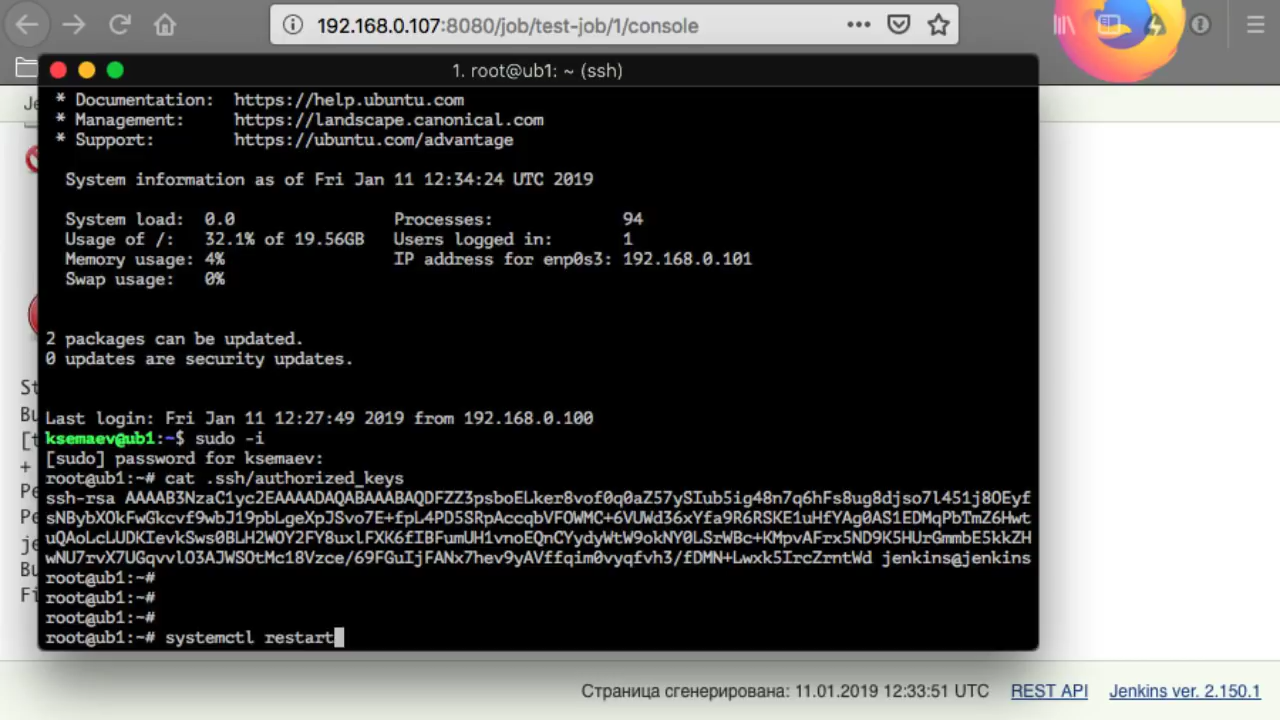 192.168.0.107:8080/job/test-job/1/console
1. root@ub1: ~ (ssh)
* Documentation: https://help.ubuntu.com
* Management: https://landscape.canonical.com
* Support: https://ubuntu.com/advantage
System information as of Fri Jan 11 12:34:24 UTC 2019
System load: 0.0 Processes: 94
Usage of /: 32.1% of 19.56GB Users logged in: 1
Memory usage: 4% IP address for enp0s3: 192.168.0.101
Swap usage: 0%
2 packages can be updated.
0 updates are security updates.
Last login: Fri Jan 11 12:27:49 2019 from 192.168.0.100
ksemaev@ub1:~$ sudo -i
[sudo] password for ksemaev:
root@ub1:~# cat .ssh/authorized_keys
ssh-rsa AAAAB3NzaC1yc2EAAAADAQABAAABAQDFZZ3psboELker8vof0q0aZ57ySIub5ig48n7q6hFs8ug8djso7l451j8OEyf
sNBybXOkFwGkcvf9wbJ19pbLgeXpJSvo7E+fpL4PD5SRpAccqbVFOWMC+6VUWd36xYfa9R6RSKE1uHfYAg0AS1EDMqPbTmZ6Hwt
uQAoLcLUDKIevkSws0BLH2WOY2FY8uxlFXK6fIBFumUH1vnoEQnCYydyWtW9okNY0LSrWBc+KMpvAFrx5ND9K5HUrGmmbE5kkZH
wNU7rvX7UGqvvlO3AJWSOtMc18Vzce/69FGuIjFANx7hev9yAVffqim0vyqfvh3/fDMN+Lwxk5IrcZrntWd jenkins@jenkins
root@ub1:~#
root@ub1:~#
root@ub1:~#
root@ub1:~# systemctl restart
Страница сгенерирована: 11.01.2019 12:33:51 UTC REST API Jenkins ver. 2.150.1